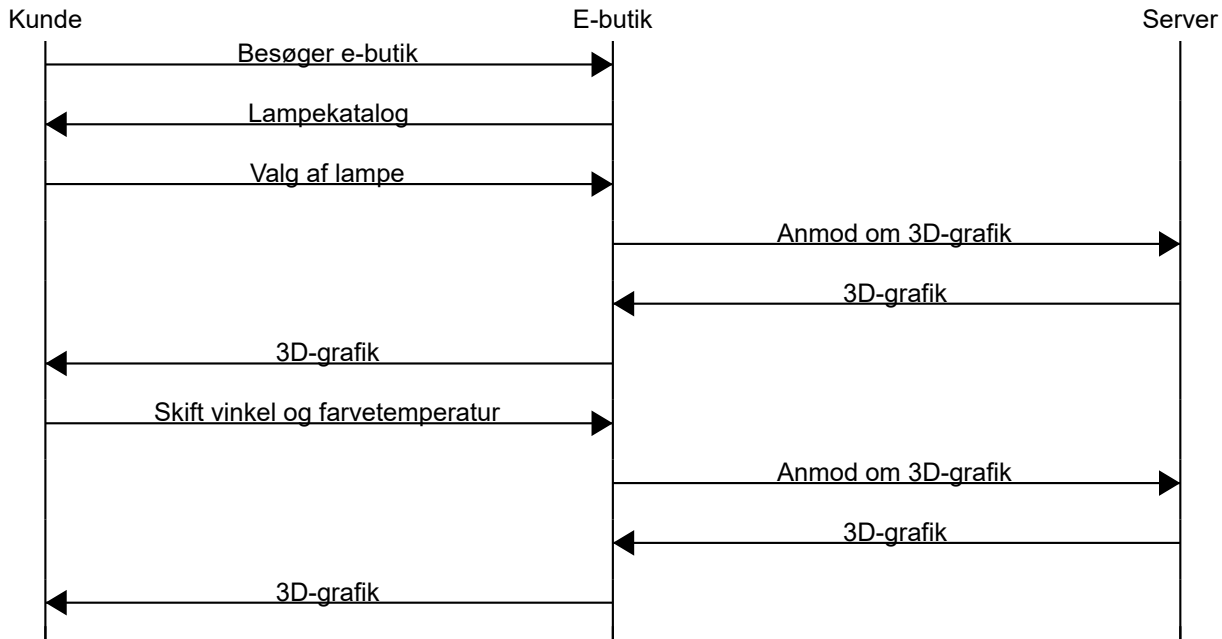 Kunde
E-butik
Server
Besøger e-butik
Lampekatalog
Valg af lampe
Anmod om 3D-grafik
3D-grafik
3D-grafik
Skift vinkel og farvetemperatur
Anmod om 3D-grafik
3D-grafik
3D-grafik